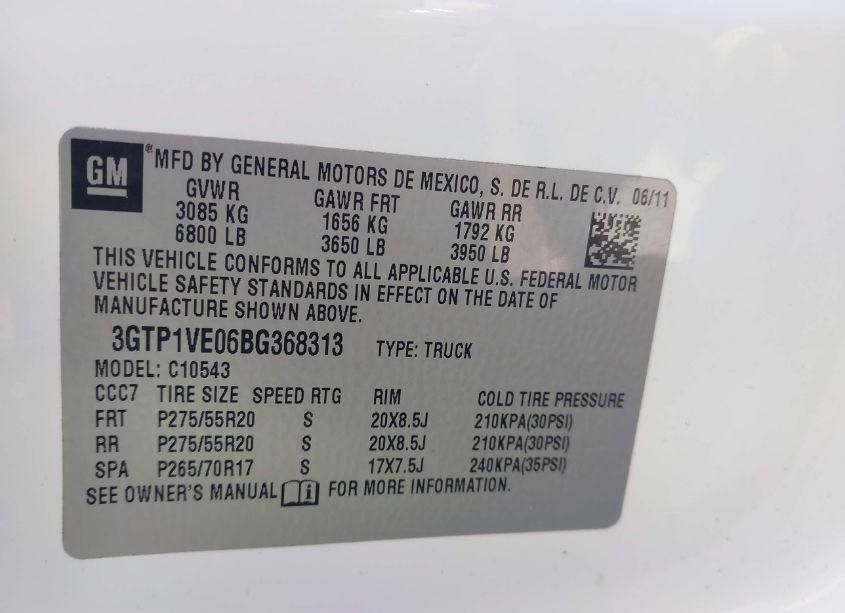 GM
® MFD BY GENERAL MOTORS DE MEXICO, S. DE R.L. DE C.V. 06/11
GVWR GAWR FRT GAWR RR
3085 KG 1656 KG 1792 KG
6800 LB 3650 LB 3950 LB
THIS VEHICLE CONFORMS TO ALL APPLICABLE U.S. FEDERAL MOTOR
VEHICLE SAFETY STANDARDS IN EFFECT ON THE DATE OF
MANUFACTURE SHOWN ABOVE.
3GTP1VE06BG368313 TYPE: TRUCK
MODEL: C10543
CCC7 TIRE SIZE SPEED RTG RIM COLD TIRE PRESSURE
FRT P275/55R20 S 20X8.5J 210KPA(30PSI)
RR P275/55R20 S 20X8.5J 210KPA(30PSI)
SPA P265/70R17 S 17X7.5J 240KPA(35PSI)
SEE OWNER'S MANUAL i FOR MORE INFORMATION.